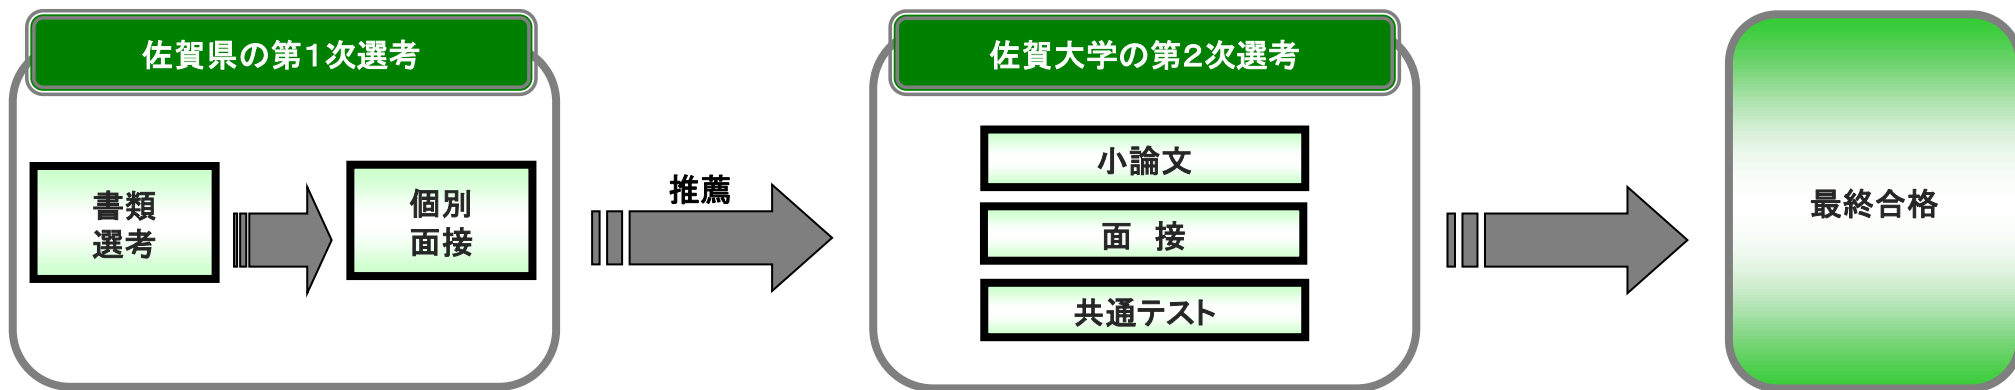 佐賀県の第１次選考
書類
選考
個別
面接
推薦
佐賀大学の第２次選考
小論文
面　接
共通テスト
最終合格